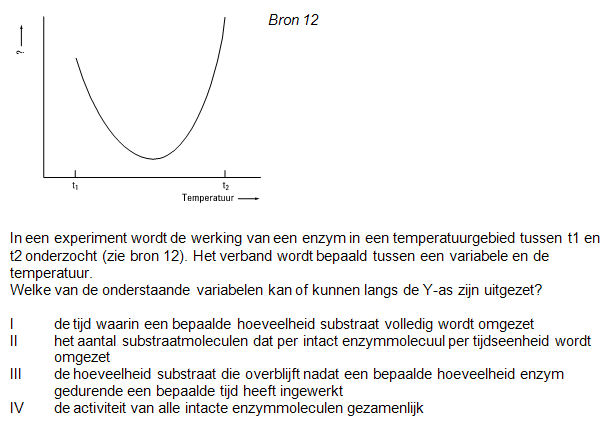 Bron 12
?
t1
t2
Temperatuur
In een experiment wordt de werking van een enzym in een temperatuurgebied tussen t1 en
t2 onderzocht (zie bron 12). Het verband wordt bepaald tussen een variabele en de
temperatuur.
Welke van de onderstaande variabelen kan of kunnen langs de Y-as zijn uitgezet?
I de tijd waarin een bepaalde hoeveelheid substraat volledig wordt omgezet
II het aantal substraatmoleculen dat per intact enzymmolecuul per tijdseenheid wordt
omgezet
III de hoeveelheid substraat die overblijft nadat een bepaalde hoeveelheid enzym
gedurende een bepaalde tijd heeft ingewerkt
IV de activiteit van alle intacte enzymmoleculen gezamenlijk